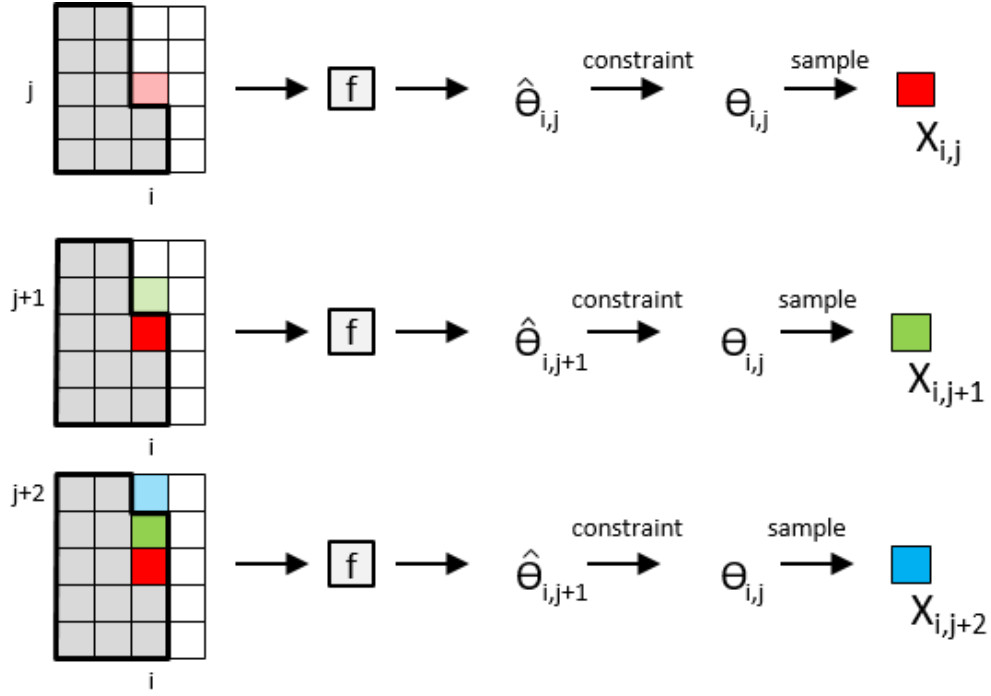 j
i
f
Θ̂i,j
constraint
Θi,j
sample
Xi,j
j+1
i
f
Θ̂i,j+1
constraint
Θi,j
sample
Xi,j+1
j+2
i
f
Θ̂i,j+1
constraint
Θi,j
sample
Xi,j+2